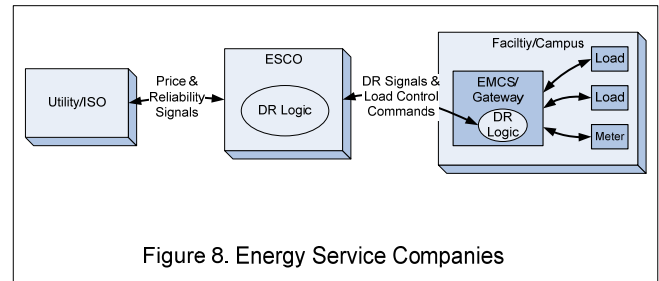 Utility/ISO
Price &
Reliability
Signals
ESCO
DR Logic
DR Signals &
Load Control
Commands
Faciltiy/Campus
EMCS/
Gateway
DR
Logic
Load
Load
Meter
Figure 8. Energy Service Companies